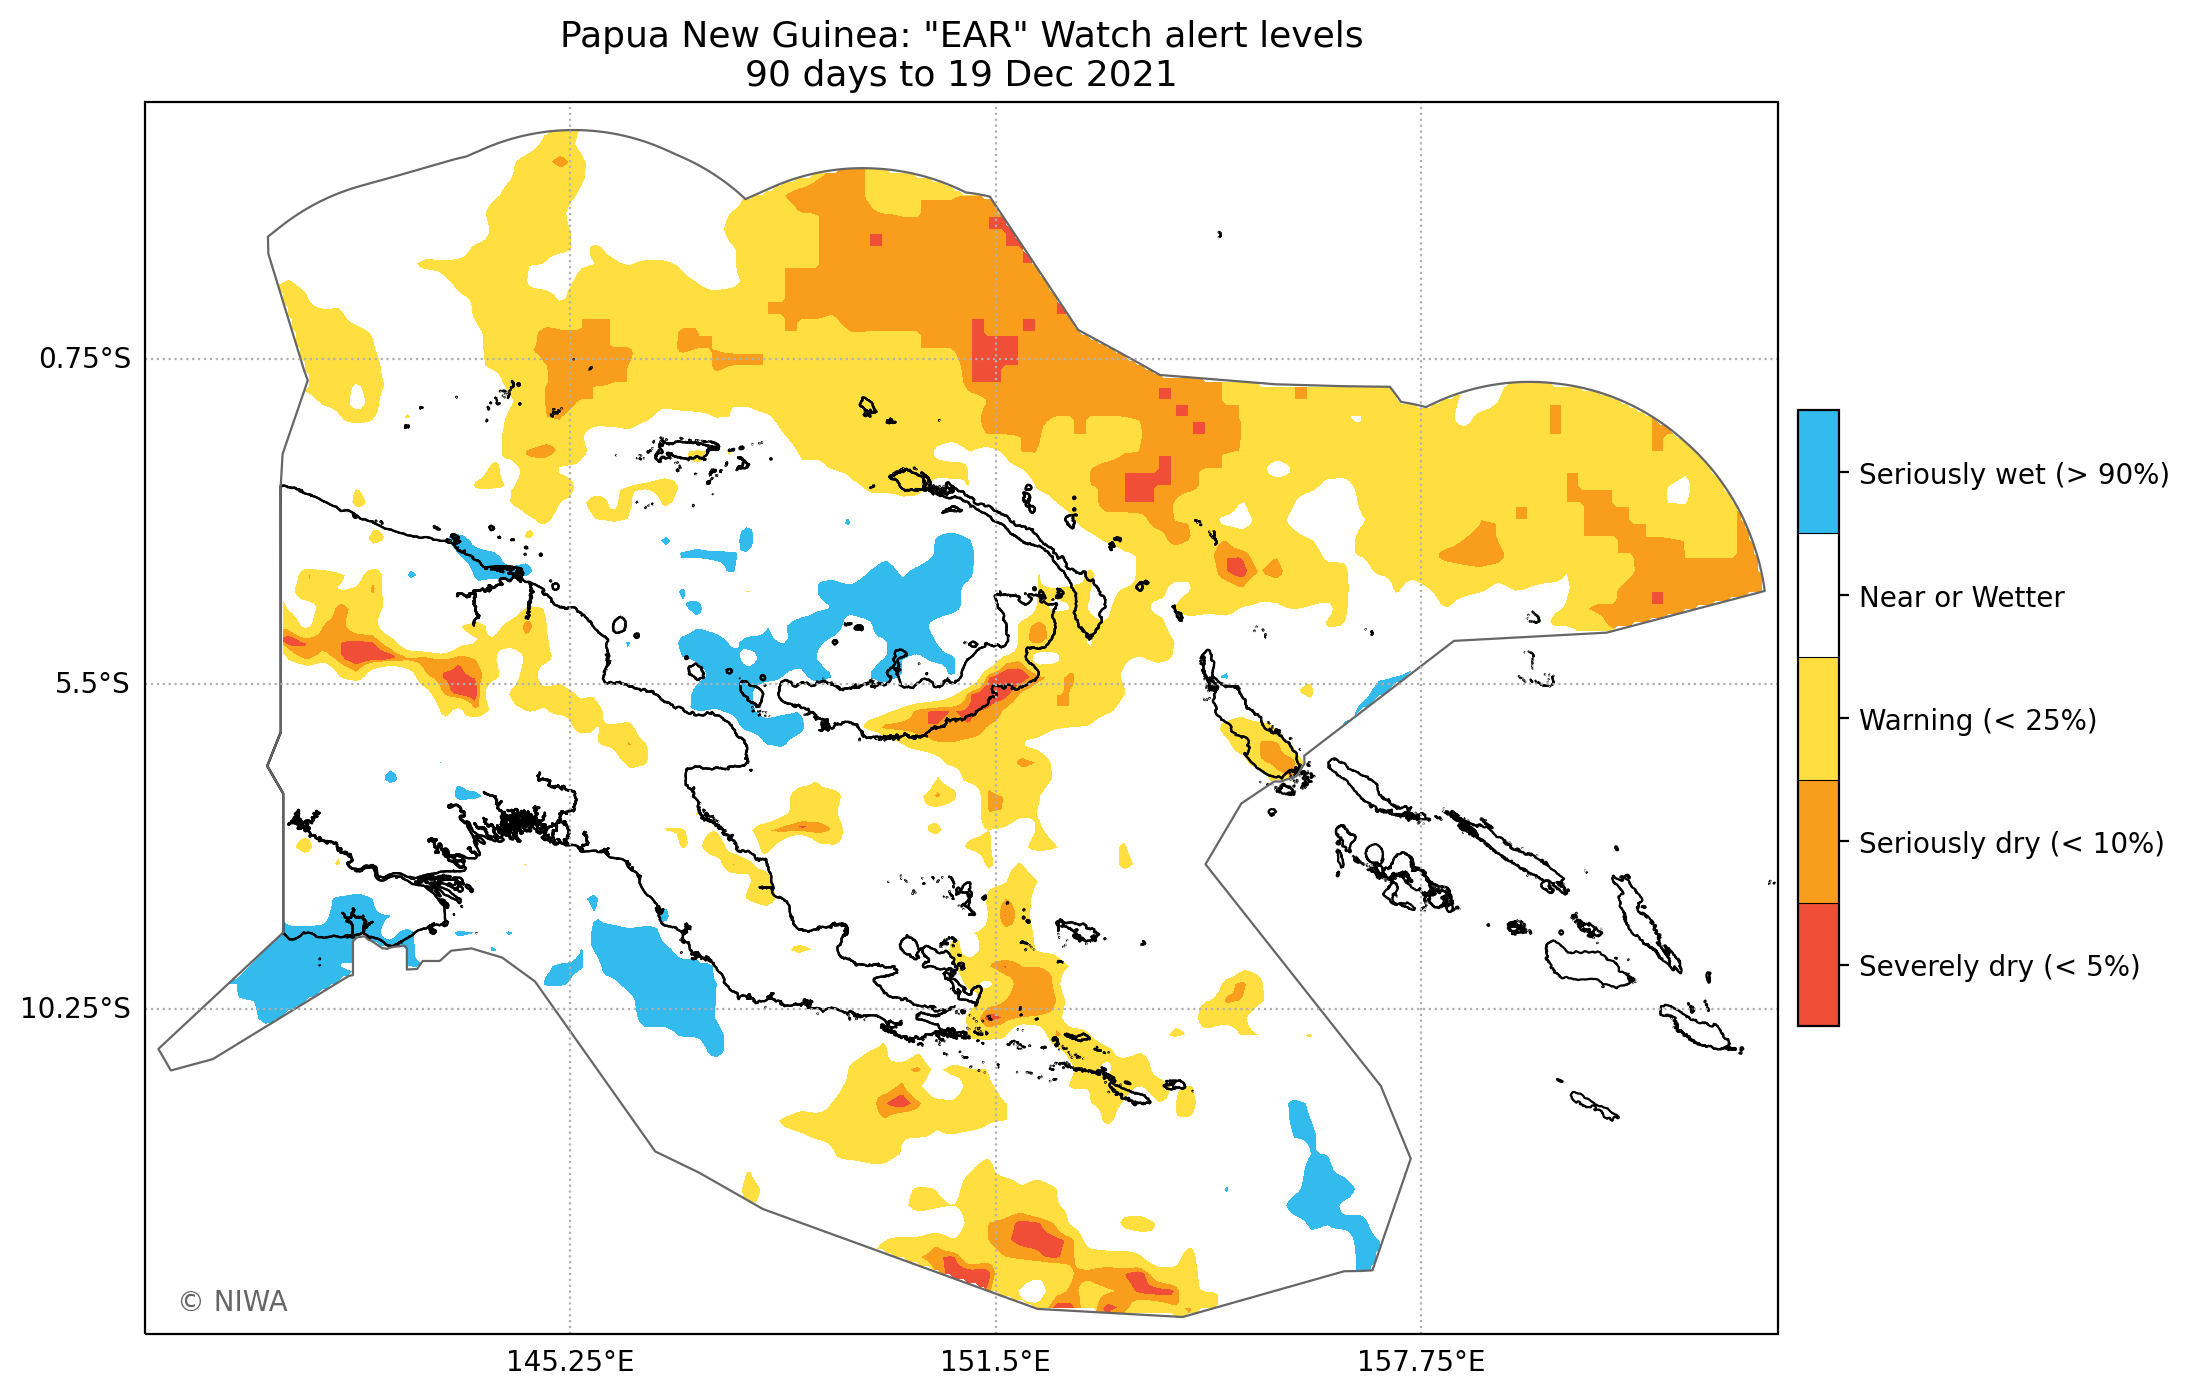 Papua New Guinea: "EAR" Watch alert levels
90 days to 19 Dec 2021
0.75°S
5.5°S
10.25°S
145.25°E
151.5°E
157.75°E
Seriously wet (> 90%)
Near or Wetter
Warning (< 25%)
Seriously dry (< 10%)
Severely dry (< 5%)
© NIWA